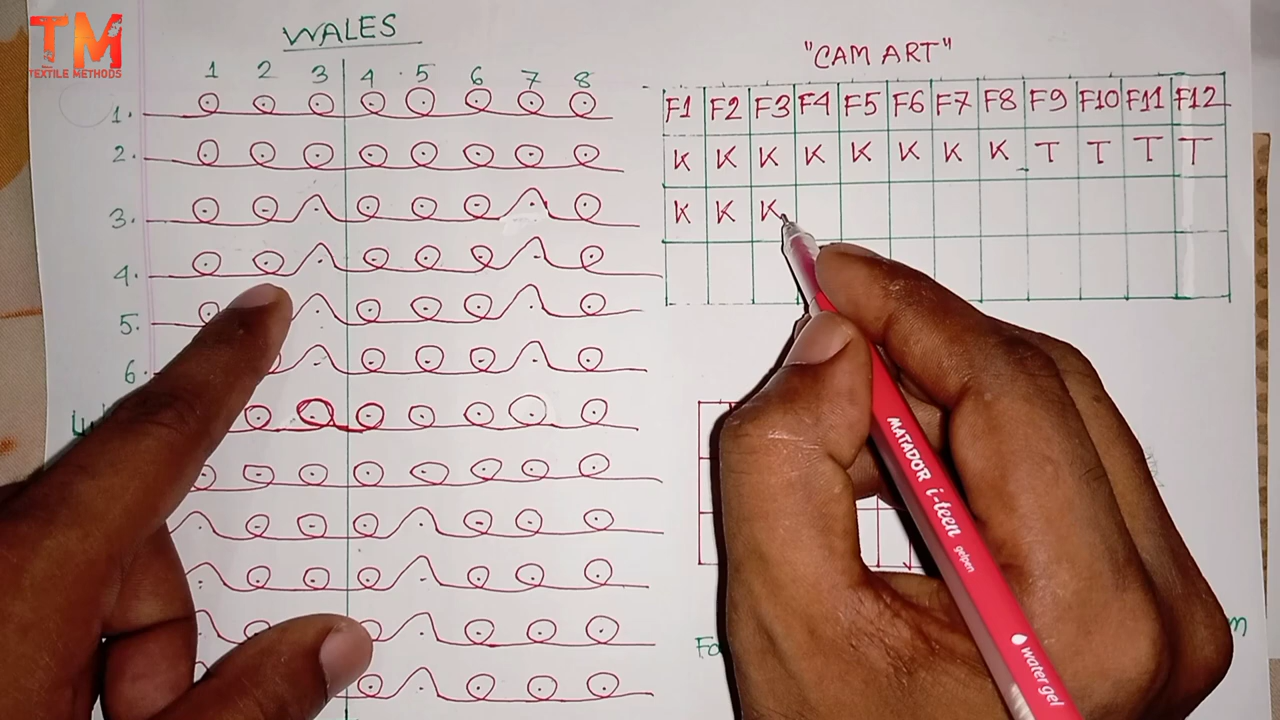 TM
TEXTILE METHODS
WALES
1 2 3 4 5 6 7 8
1.
2.
3.
4.
5.
6.
"CAM ART"
F1 F2 F3 F4 F5 F6 F7 F8 F9 F10 F11 F12
K K K K K K K K T T T T
K K K
MATADOR i-teen gelpen
water gel